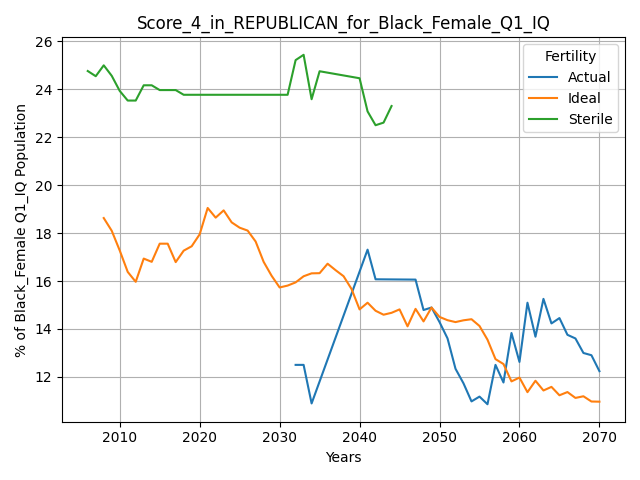 Score_4_in_REPUBLICAN_for_Black_Female_Q1_IQ
% of Black_Female Q1_IQ Population
26
24
22
20
18
16
14
12
Fertility
Actual
Ideal
Sterile
2010 2020 2030 2040 2050 2060 2070
Years